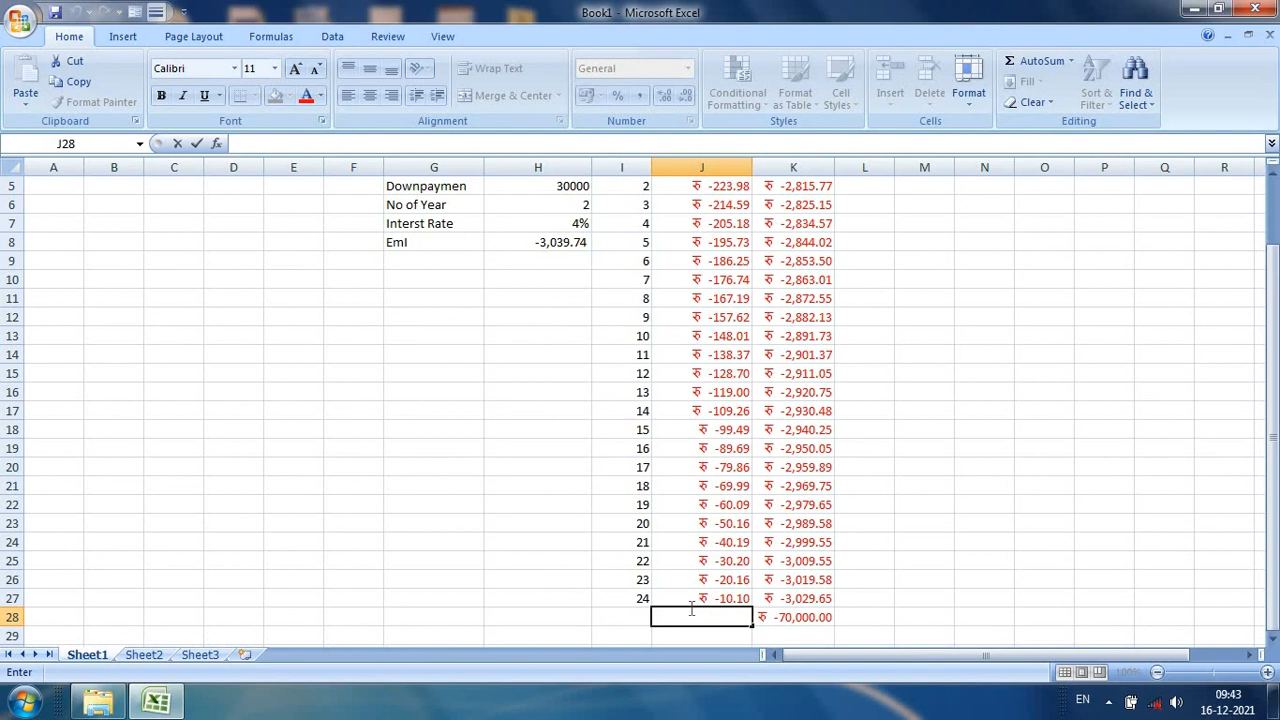 Book1 - Microsoft Excel
Home Insert Page Layout Formulas Data Review View
Paste Cut Copy Format Painter Clipboard
Calibri 11 B I U A Font
Wrap Text Merge & Center Alignment
General % , Number
Conditional Formatting Format as Table Cell Styles Styles
Insert Delete Format Cells
Σ AutoSum Fill Clear Sort & Filter Find & Select Editing
J28 fx
A B C D E F G H I J K L M N O P Q R
5 Downpaymen 30000 2 रु -223.98 रु -2,815.77
6 No of Year 2 3 रु -214.59 रु -2,825.15
7 Interst Rate 4% 4 रु -205.18 रु -2,834.57
8 EmI -3,039.74 5 रु -195.73 रु -2,844.02
9 6 रु -186.25 रु -2,853.50
10 7 रु -176.74 रु -2,863.01
11 8 रु -167.19 रु -2,872.55
12 9 रु -157.62 रु -2,882.13
13 10 रु -148.01 रु -2,891.73
14 11 रु -138.37 रु -2,901.37
15 12 रु -128.70 रु -2,911.05
16 13 रु -119.00 रु -2,920.75
17 14 रु -109.26 रु -2,930.48
18 15 रु -99.49 रु -2,940.25
19 16 रु -89.69 रु -2,950.05
20 17 रु -79.86 रु -2,959.89
21 18 रु -69.99 रु -2,969.75
22 19 रु -60.09 रु -2,979.65
23 20 रु -50.16 रु -2,989.58
24 21 रु -40.19 रु -2,999.55
25 22 रु -30.20 रु -3,009.55
26 23 रु -20.16 रु -3,019.58
27 24 रु -10.10 रु -3,029.65
28 रु -70,000.00
29
Sheet1 Sheet2 Sheet3
Enter 100%
EN 09:43
16-12-2021